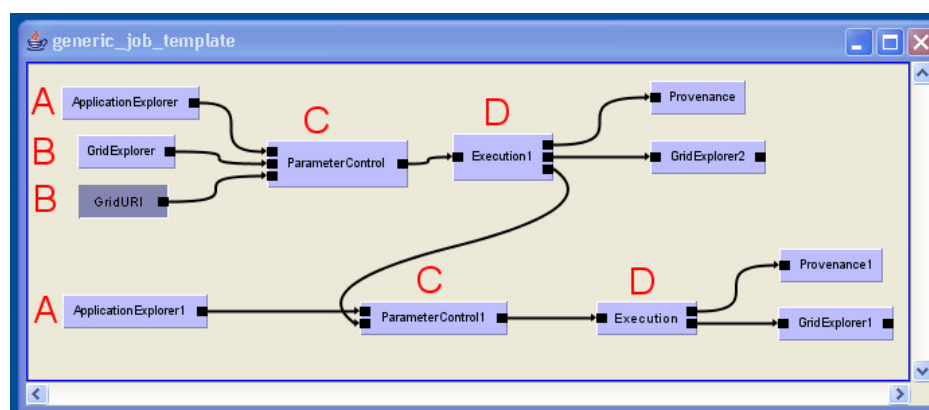 generic_job_template
A ApplicationExplorer
B GridExplorer
B GridURI
C
ParameterControl
D
Execution1
Provenance
GridExplorer2
A ApplicationExplorer1
C
ParameterControl1
D
Execution
Provenance1
GridExplorer1